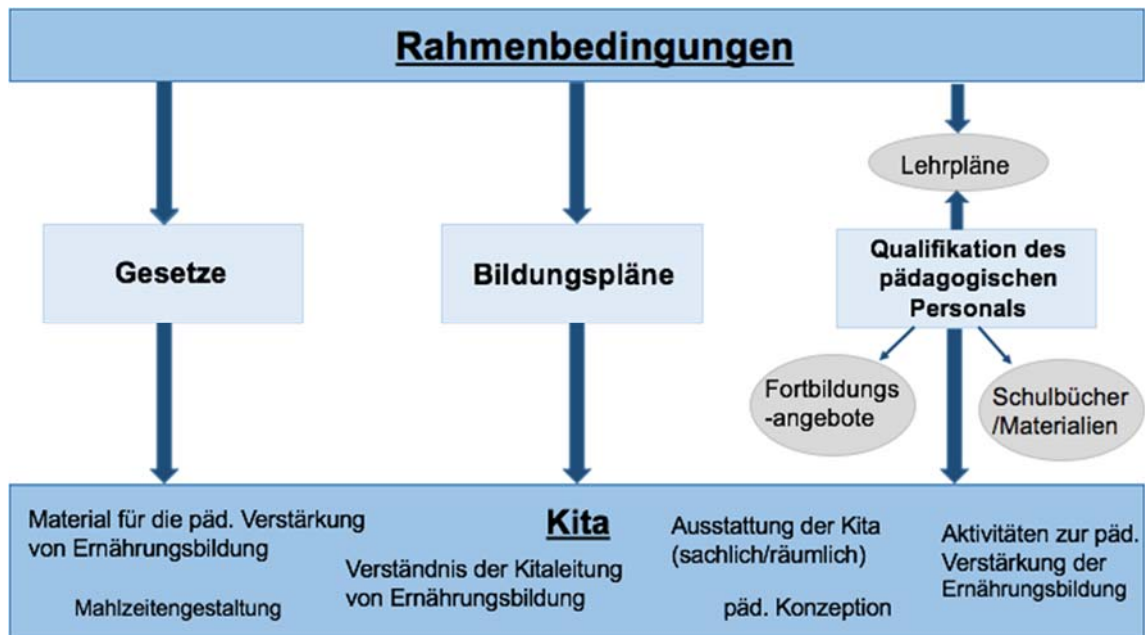 Rahmenbedingungen
Lehrpläne
Gesetze
Bildungspläne
Qualifikation des
pädagogischen
Personals
Fortbildungs
-angebote
Schulbücher
/Materialien
Kita
Material für die päd. Verstärkung
von Ernährungsbildung
Mahlzeitengestaltung
Verständnis der Kitaleitung
von Ernährungsbildung
Ausstattung der Kita
(sachlich/räumlich)
päd. Konzeption
Aktivitäten zur päd.
Verstärkung der
Ernährungsbildung